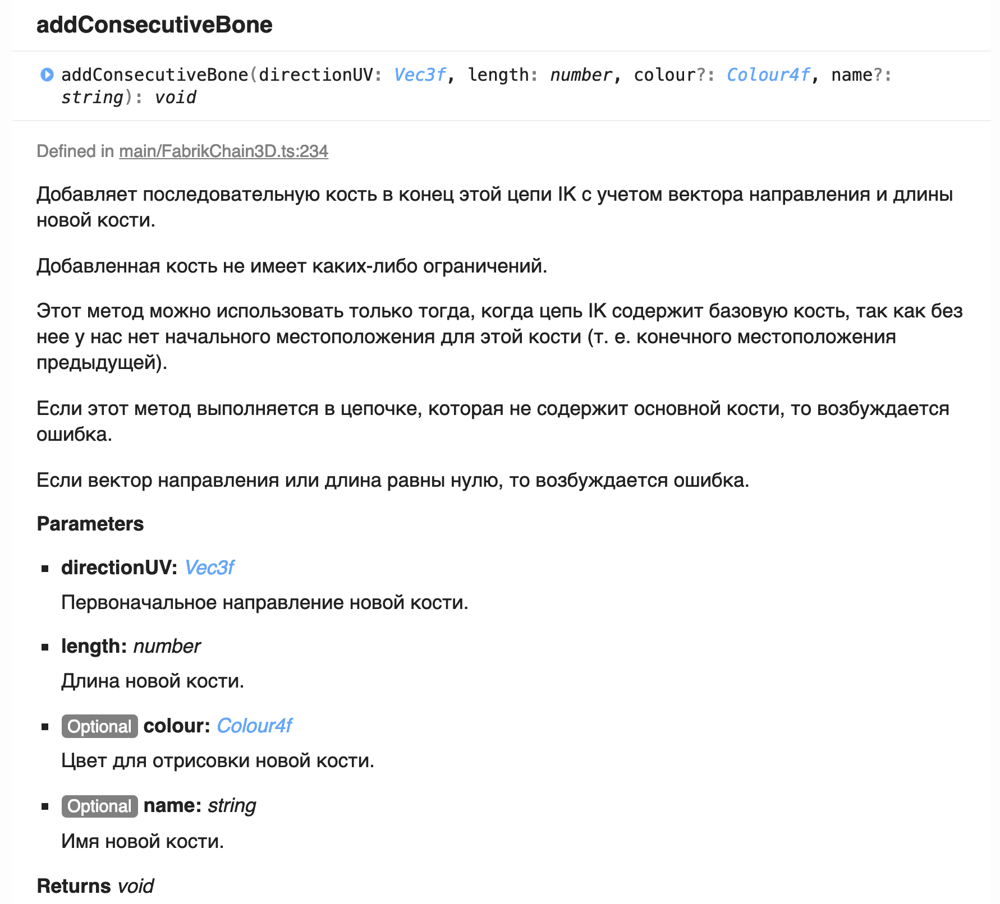 addConsecutiveBone
addConsecutiveBone(directionUV: Vec3f, length: number, colour?: Colour4f, name?:
string): void
Defined in main/FabrikChain3D.ts:234
Добавляет последовательную кость в конец этой цепи IK с учетом вектора направления и длины
новой кости.
Добавленная кость не имеет каких-либо ограничений.
Этот метод можно использовать только тогда, когда цепь IK содержит базовую кость, так как без
нее у нас нет начального местоположения для этой кости (т. е. конечного местоположения
предыдущей).
Если этот метод выполняется в цепочке, которая не содержит основной кости, то возбуждается
ошибка.
Если вектор направления или длина равны нулю, то возбуждается ошибка.
Parameters
directionUV: Vec3f
Первоначальное направление новой кости.
length: number
Длина новой кости.
Optional colour: Colour4f
Цвет для отрисовки новой кости.
Optional name: string
Имя новой кости.
Returns void